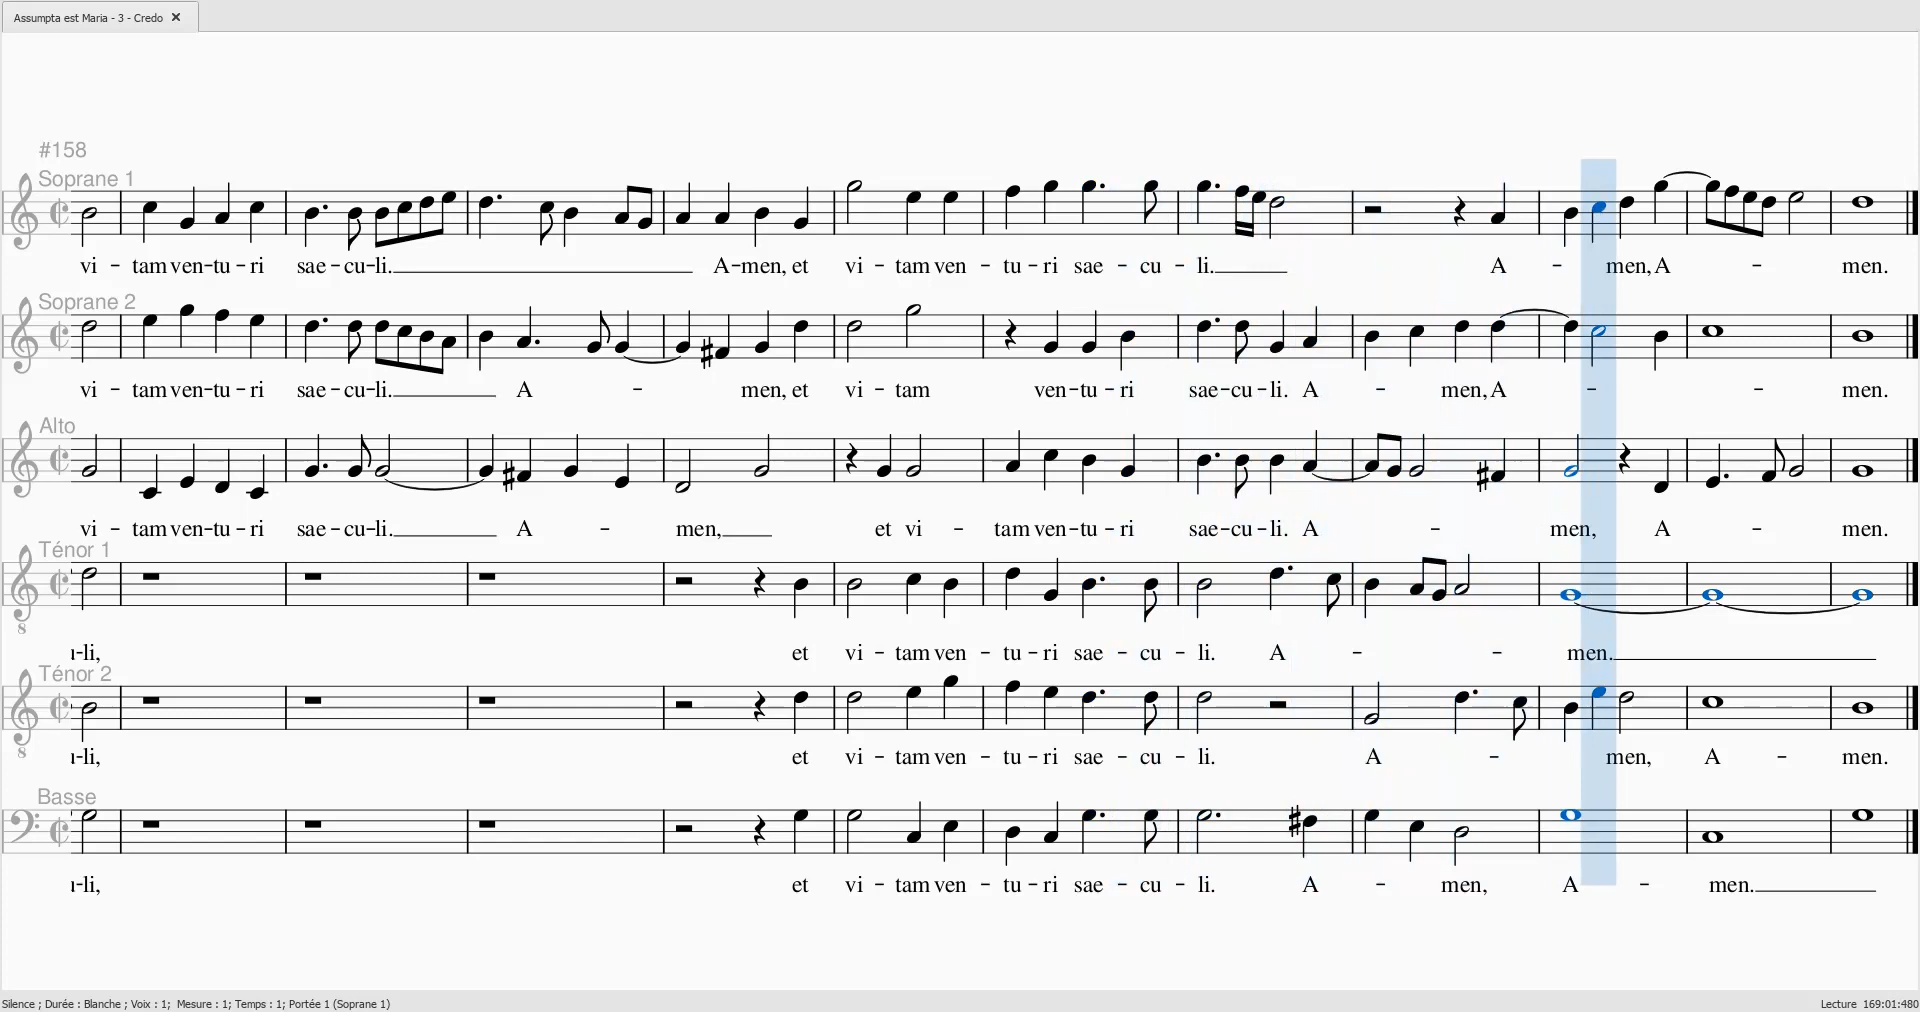 Assumpta est Maria - 3 - Credo ✕
#158
Soprane 1
vi - tam ven-tu-ri sae-cu-li. A-men, et vi - tam ven - tu-ri sae - cu - li. A - men, A - men.
Soprane 2
vi - tam ven-tu-ri sae-cu-li. A - men, et vi - tam ven-tu-ri sae-cu-li. A - men, A - - men.
Alto
vi - tam ven-tu-ri sae-cu-li. A - men, et vi - tam ven-tu-ri sae-cu-li. A - men, A - men.
Ténor 1
-li, et vi - tam ven - tu-ri sae - cu - li. A - - men.
Ténor 2
-li, et vi - tam ven - tu-ri sae - cu - li. A - men, A - men.
Basse
-li, et vi - tam ven - tu-ri sae - cu - li. A - men, A - men.
Silence ; Durée : Blanche ; Voix : 1; Mesure : 1; Temps : 1; Portée 1 (Soprane 1)
Lecture 169:01:480